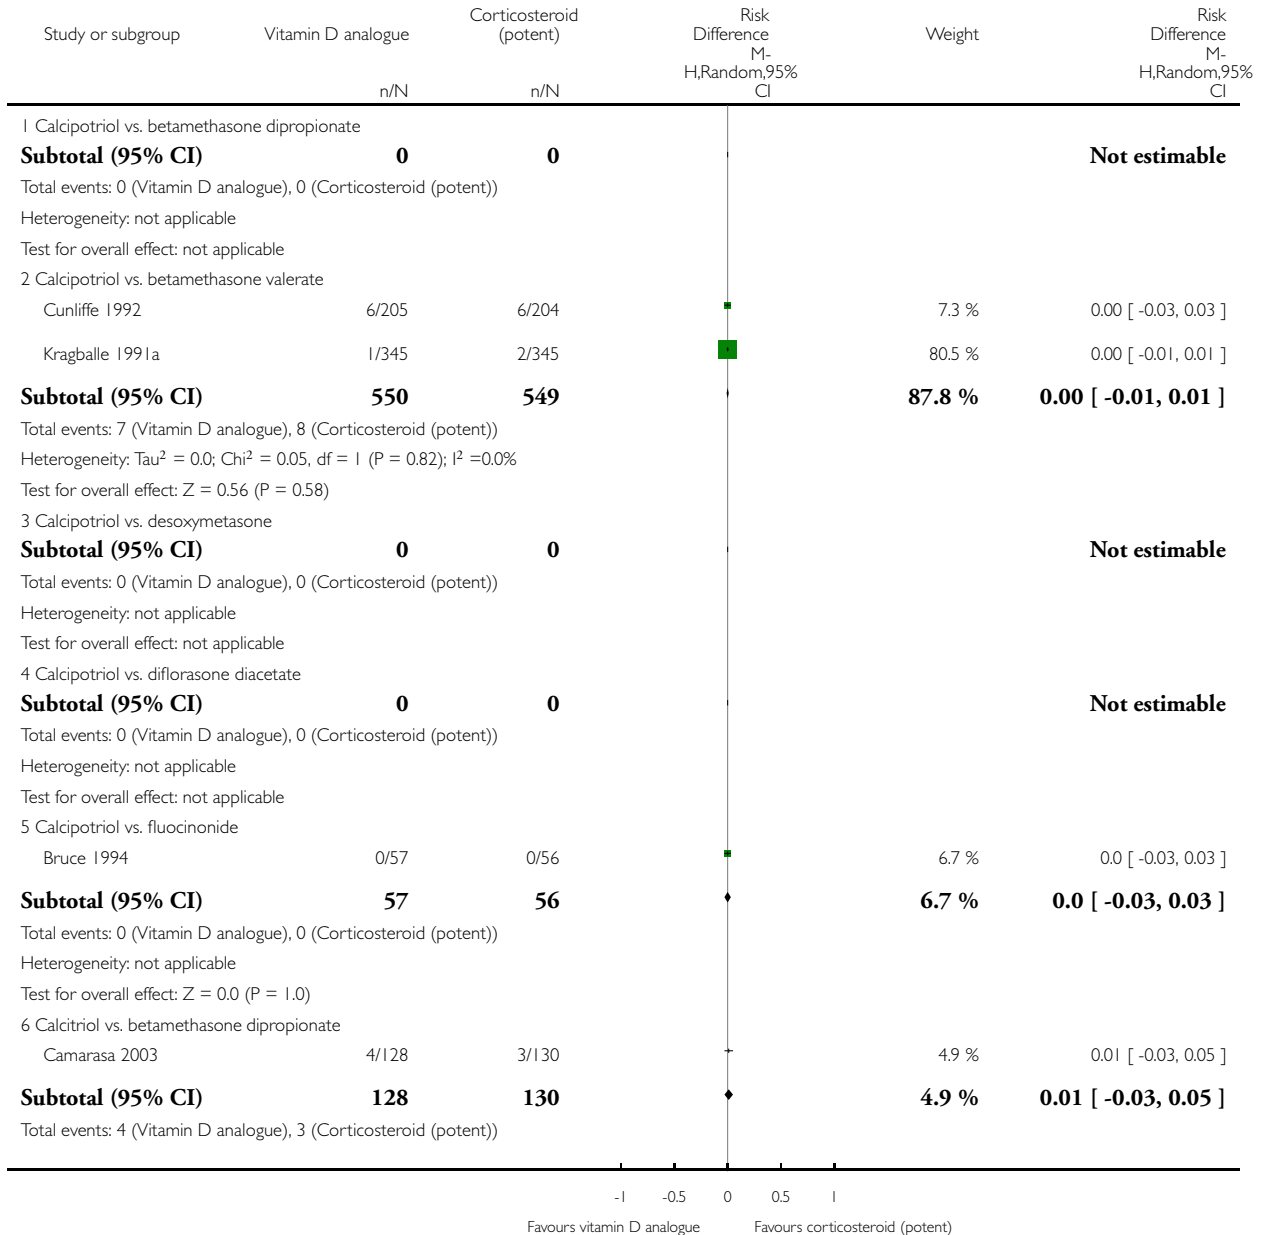 Study or subgroup Vitamin D analogue Corticosteroid (potent) Risk Difference Weight Risk Difference
n/N n/N M-H,Random,95% CI M-H,Random,95% CI
1 Calcipotriol vs. betamethasone dipropionate
Subtotal (95% CI) 0 0 Not estimable
Total events: 0 (Vitamin D analogue), 0 (Corticosteroid (potent))
Heterogeneity: not applicable
Test for overall effect: not applicable
2 Calcipotriol vs. betamethasone valerate
Cunliffe 1992 6/205 6/204 7.3 % 0.00 [ -0.03, 0.03 ]
Kragballe 1991a 1/345 2/345 80.5 % 0.00 [ -0.01, 0.01 ]
Subtotal (95% CI) 550 549 87.8 % 0.00 [ -0.01, 0.01 ]
Total events: 7 (Vitamin D analogue), 8 (Corticosteroid (potent))
Heterogeneity: Tau² = 0.0; Chi² = 0.05, df = 1 (P = 0.82); I² =0.0%
Test for overall effect: Z = 0.56 (P = 0.58)
3 Calcipotriol vs. desoxymetasone
Subtotal (95% CI) 0 0 Not estimable
Total events: 0 (Vitamin D analogue), 0 (Corticosteroid (potent))
Heterogeneity: not applicable
Test for overall effect: not applicable
4 Calcipotriol vs. diflorasone diacetate
Subtotal (95% CI) 0 0 Not estimable
Total events: 0 (Vitamin D analogue), 0 (Corticosteroid (potent))
Heterogeneity: not applicable
Test for overall effect: not applicable
5 Calcipotriol vs. fluocinonide
Bruce 1994 0/57 0/56 6.7 % 0.0 [ -0.03, 0.03 ]
Subtotal (95% CI) 57 56 6.7 % 0.0 [ -0.03, 0.03 ]
Total events: 0 (Vitamin D analogue), 0 (Corticosteroid (potent))
Heterogeneity: not applicable
Test for overall effect: Z = 0.0 (P = 1.0)
6 Calcitriol vs. betamethasone dipropionate
Camarasa 2003 4/128 3/130 4.9 % 0.01 [ -0.03, 0.05 ]
Subtotal (95% CI) 128 130 4.9 % 0.01 [ -0.03, 0.05 ]
Total events: 4 (Vitamin D analogue), 3 (Corticosteroid (potent))
-1 -0.5 0 0.5 1
Favours vitamin D analogue Favours corticosteroid (potent)